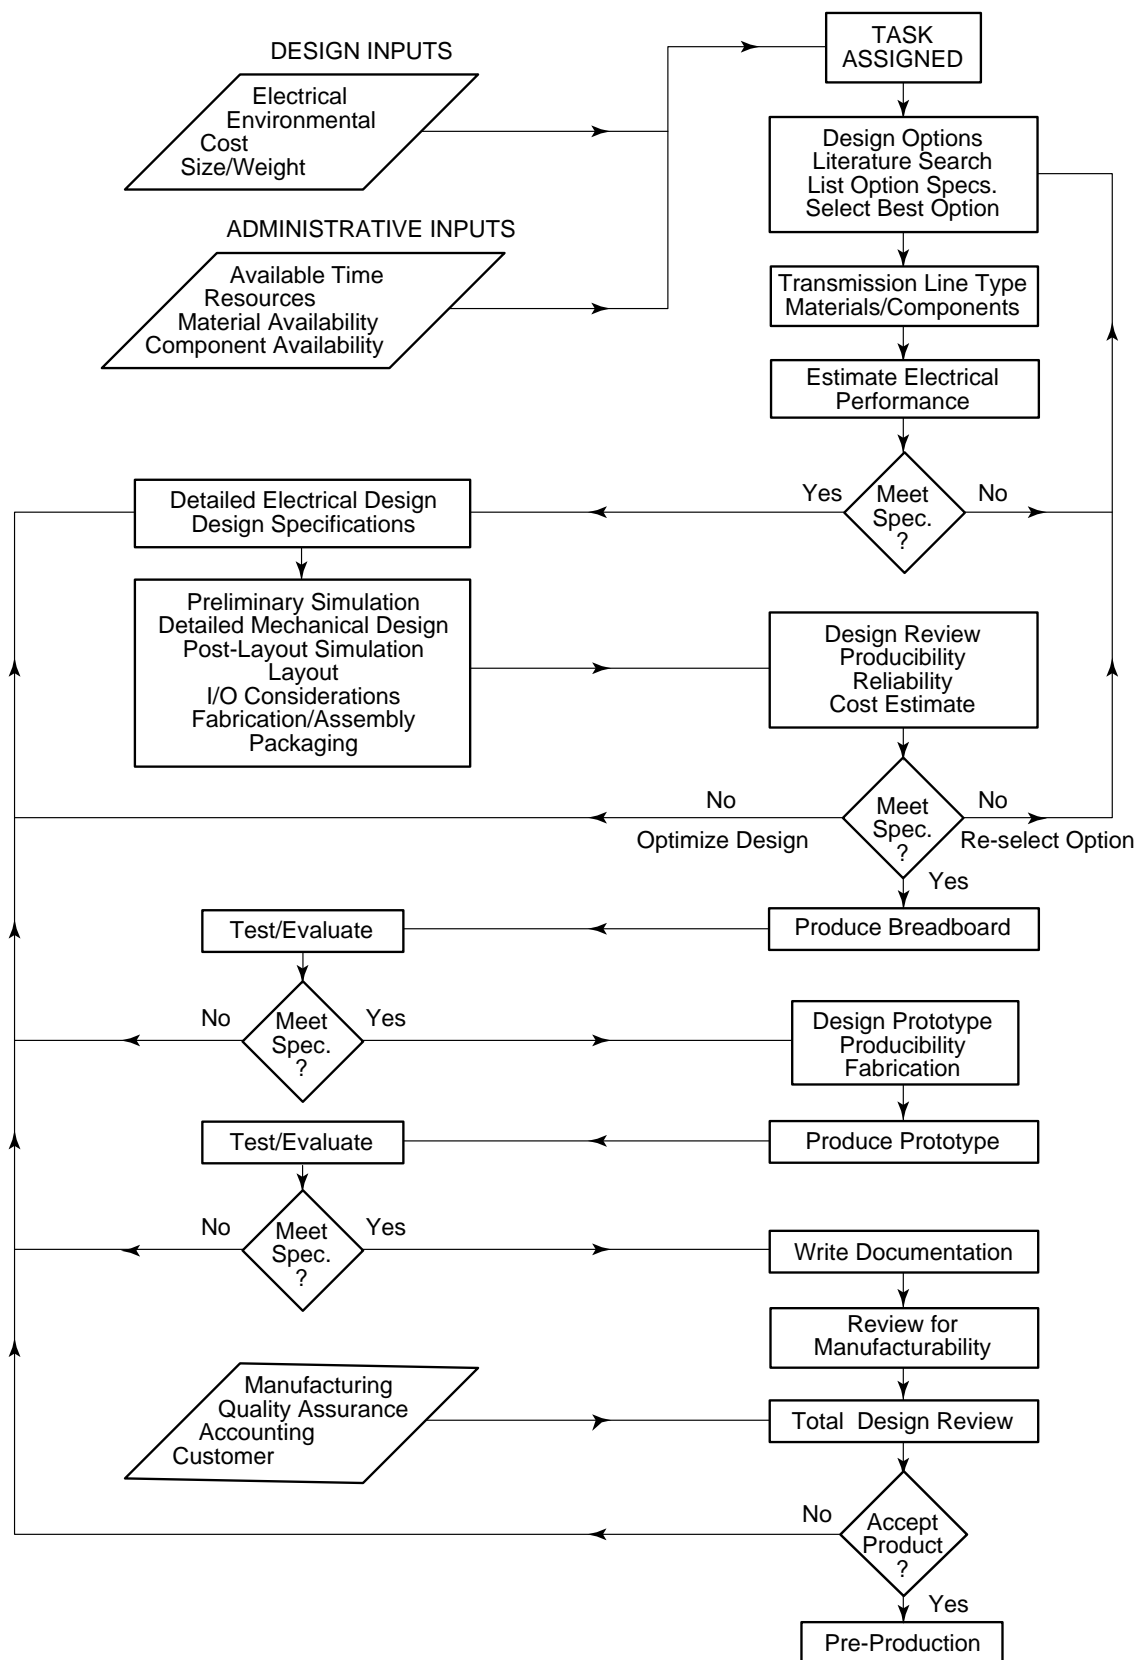 TASK
ASSIGNED
DESIGN INPUTS
Electrical
Environmental
Cost
Size/Weight
Design Options
Literature Search
List Option Specs.
Select Best Option
ADMINISTRATIVE INPUTS
Available Time
Resources
Material Availability
Component Availability
Transmission Line Type
Materials/Components
Estimate Electrical
Performance
Yes
Meet
Spec.
?
No
Detailed Electrical Design
Design Specifications
Preliminary Simulation
Detailed Mechanical Design
Post-Layout Simulation
Layout
I/O Considerations
Fabrication/Assembly
Packaging
Design Review
Producibility
Reliability
Cost Estimate
No
Optimize Design
Meet
Spec.
?
No
Re-select Option
Yes
Test/Evaluate
Produce Breadboard
No
Meet
Spec.
?
Yes
Design Prototype
Producibility
Fabrication
Test/Evaluate
Produce Prototype
No
Meet
Spec.
?
Yes
Write Documentation
Review for
Manufacturability
Manufacturing
Quality Assurance
Accounting
Customer
Total Design Review
No
Accept
Product
?
Yes
Pre-Production